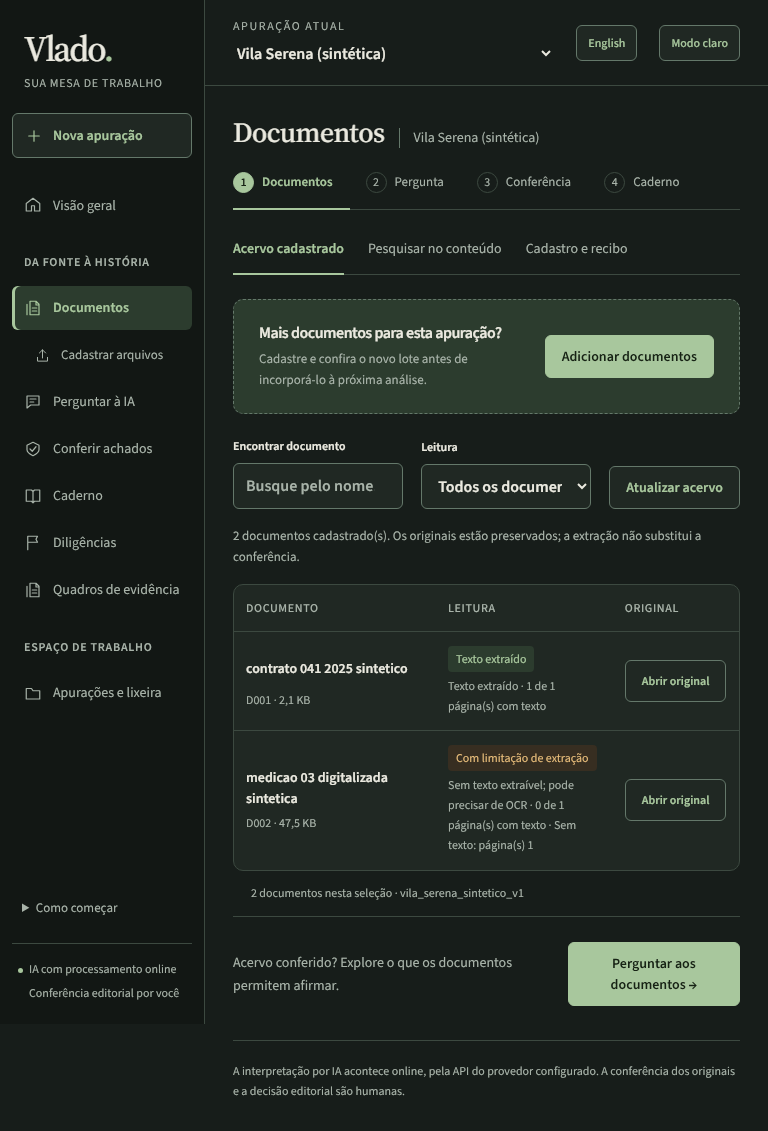 Vlado.
SUA MESA DE TRABALHO
Nova apuração
Visão geral
DA FONTE À HISTÓRIA
Documentos
Cadastrar arquivos
Perguntar à IA
Conferir achados
Caderno
Diligências
Quadros de evidência
ESPAÇO DE TRABALHO
Apurações e lixeira
Como começar
IA com processamento online
Conferência editorial por você
APURAÇÃO ATUAL
Vila Serena (sintética)
English
Modo claro
Documentos
Vila Serena (sintética)
1 Documentos
2 Pergunta
3 Conferência
4 Caderno
Acervo cadastrado
Pesquisar no conteúdo
Cadastro e recibo
Mais documentos para esta apuração?
Cadastre e confira o novo lote antes de
incorporá-lo à próxima análise.
Adicionar documentos
Encontrar documento
Busque pelo nome
Leitura
Todos os documer
Atualizar acervo
2 documentos cadastrado(s). Os originais estão preservados; a extração não substitui a
conferência.
DOCUMENTO
LEITURA
ORIGINAL
contrato 041 2025 sintetico
D001 · 2,1 KB
Texto extraído
Texto extraído · 1 de 1
página(s) com texto
Abrir original
medicao 03 digitalizada
sintetica
D002 · 47,5 KB
Com limitação de extração
Sem texto extraível; pode
precisar de OCR · 0 de 1
página(s) com texto · Sem
texto: página(s) 1
Abrir original
2 documentos nesta seleção · vila_serena_sintetico_v1
Acervo conferido? Explore o que os documentos
permitem afirmar.
Perguntar aos
documentos →
A interpretação por IA acontece online, pela API do provedor configurado. A conferência dos originais
e a decisão editorial são humanas.